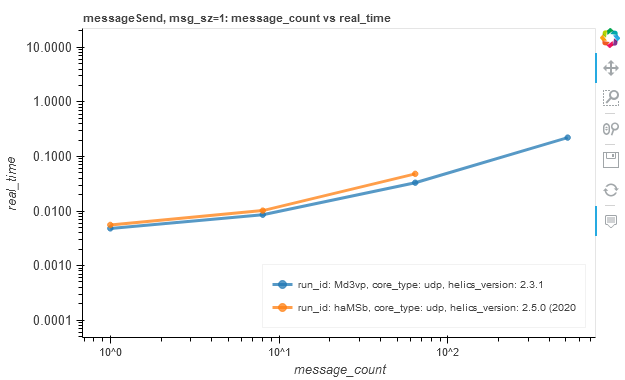 messageSend, msg_sz=1: message_count vs real_time
10.0000
1.0000
0.1000
0.0100
0.0010
0.0001
real_time
run_id: Md3vp, core_type: udp, helics_version: 2.3.1
run_id: haMSb, core_type: udp, helics_version: 2.5.0 (2020
10^0 10^1 10^2
message_count